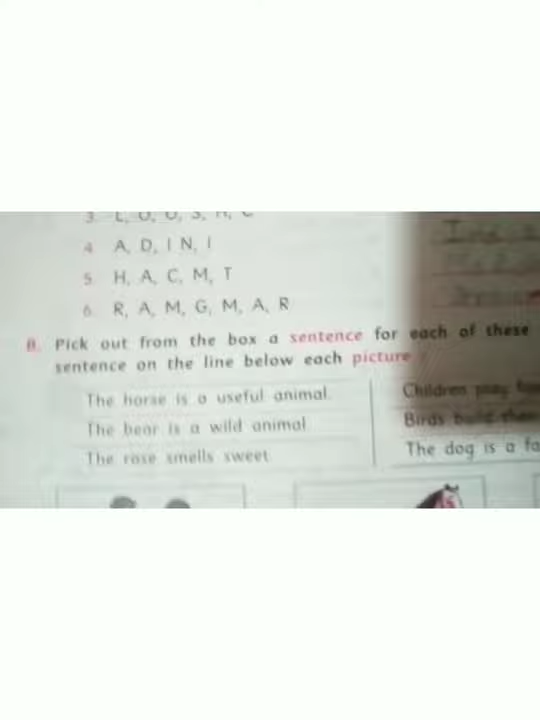 4. A, D, I N, I
5. H, A, C, M, T
6. R, A, M, G, M, A, R
B. Pick out from the box a sentence for each of these
sentence on the line below each picture :
The horse is a useful animal.
The bear is a wild animal
The rose smells sweet
Children play
Birds build
The dog is a